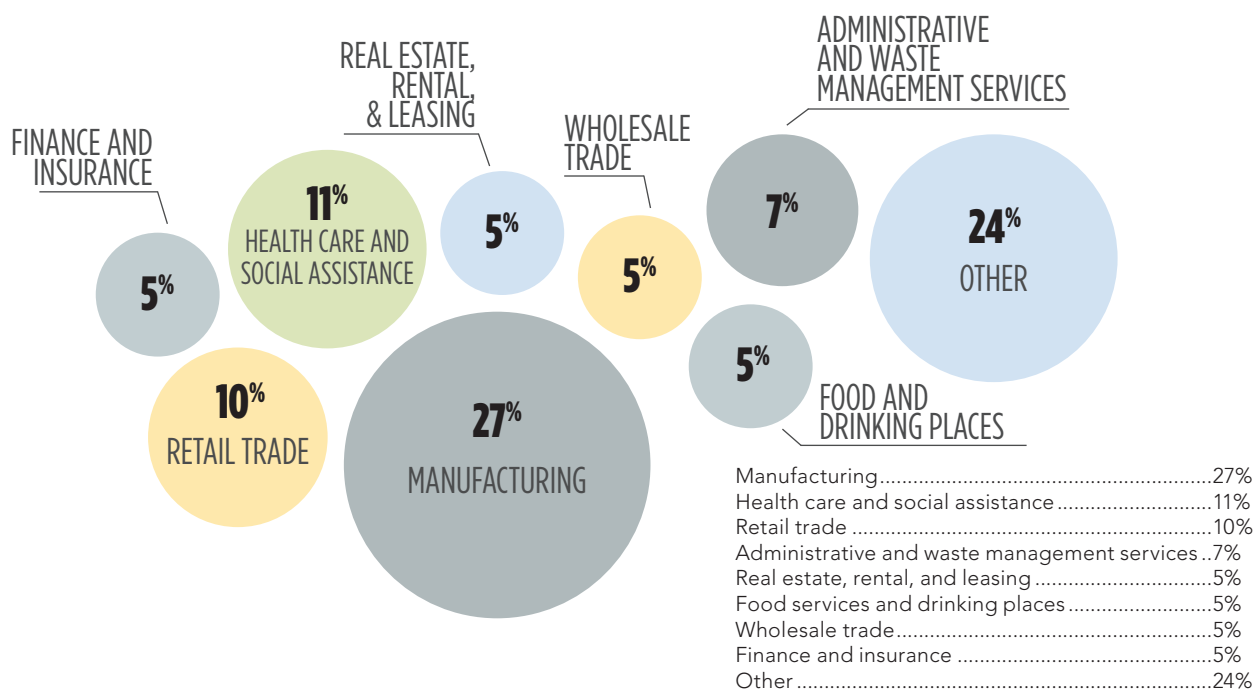 FINANCE AND
INSURANCE
5%
REAL ESTATE,
RENTAL,
& LEASING
5%
11%
HEALTH CARE AND
SOCIAL ASSISTANCE
10%
RETAIL TRADE
27%
MANUFACTURING
WHOLESALE
TRADE
5%
ADMINISTRATIVE
AND WASTE
MANAGEMENT SERVICES
7%
24%
OTHER
5%
FOOD AND
DRINKING PLACES
Manufacturing..........................................................27%
Health care and social assistance..........................11%
Retail trade ..............................................................10%
Administrative and waste management services ..7%
Real estate, rental, and leasing..............................5%
Food services and drinking places........................5%
Wholesale trade......................................................5%
Finance and insurance ...........................................5%
Other......................................................................24%